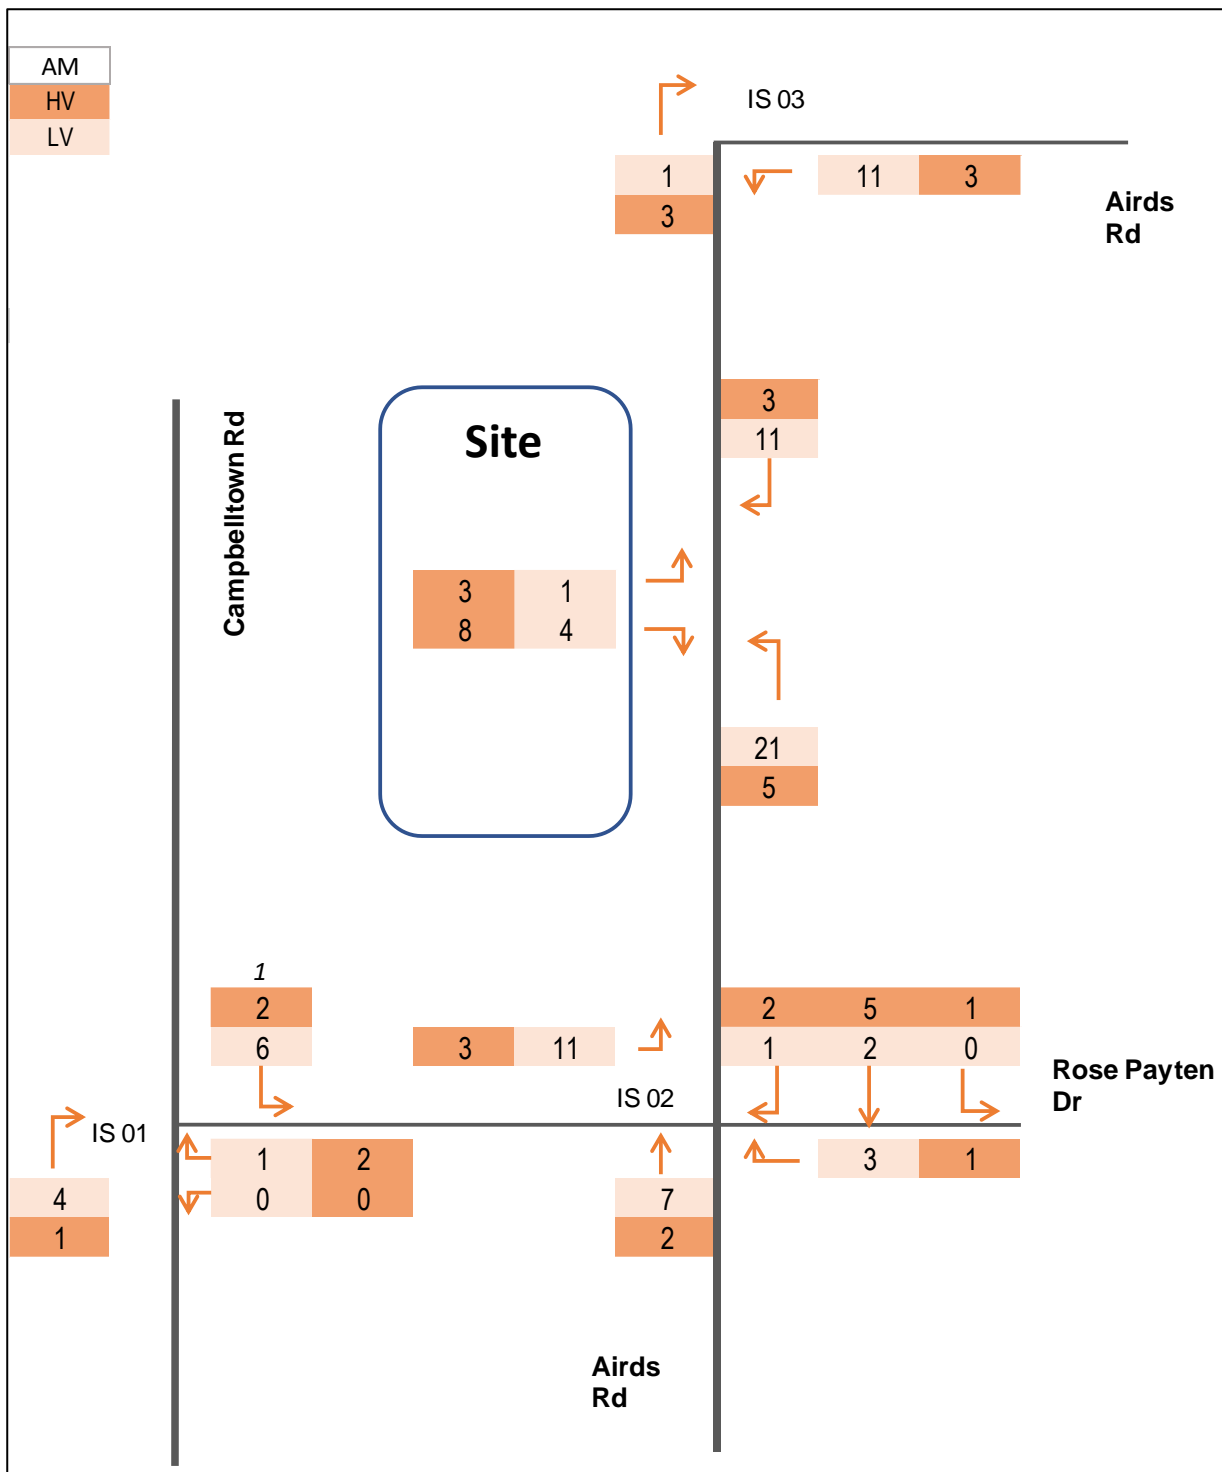 AM
HV
LV
IS 03
1
3
11 3
Airds
Rd
3
11
Campbelltown Rd
Site
3 1
8 4
21
5
1
2
6
3 11
2 5 1
1 2 0
Rose Payten
Dr
IS 02
IS 01
1 2
0 0
3 1
4
1
7
2
Airds
Rd